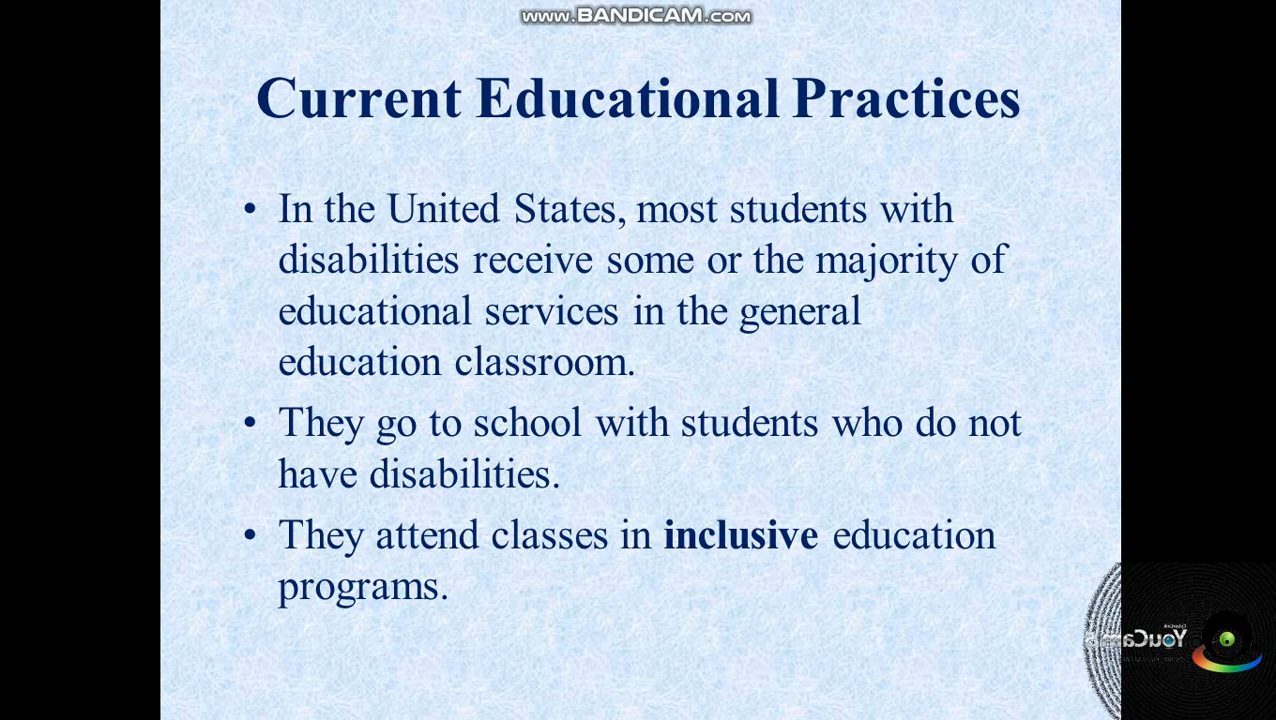 www.BANDICAM.com
Current Educational Practices
• In the United States, most students with
disabilities receive some or the majority of
educational services in the general
education classroom.
• They go to school with students who do not
have disabilities.
• They attend classes in inclusive education
programs.
YouCam